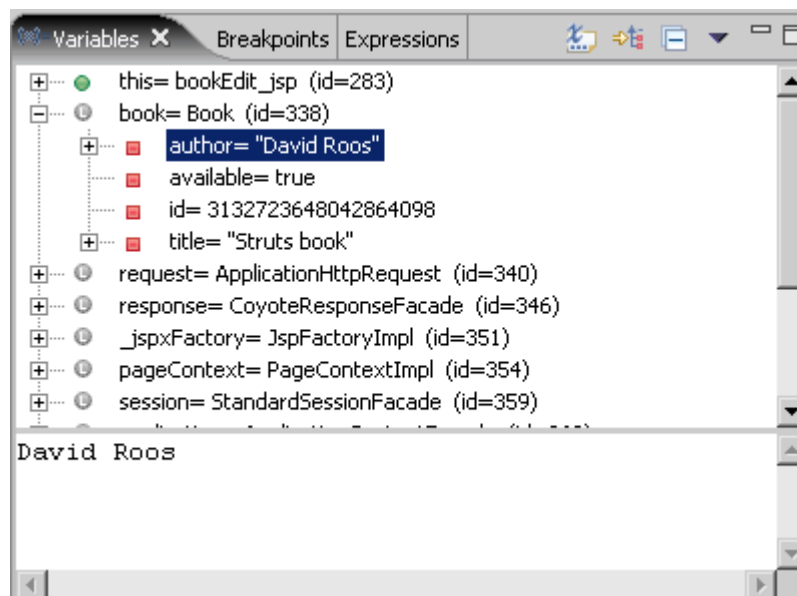 Variables Breakpoints Expressions
this= bookEdit_jsp (id=283)
book= Book (id=338)
author= "David Roos"
available= true
id= 3132723648042864098
title= "Struts book"
request= ApplicationHttpRequest (id=340)
response= CoyoteResponseFacade (id=346)
_jspxFactory= JspFactoryImpl (id=351)
pageContext= PageContextImpl (id=354)
session= StandardSessionFacade (id=359)
David Roos